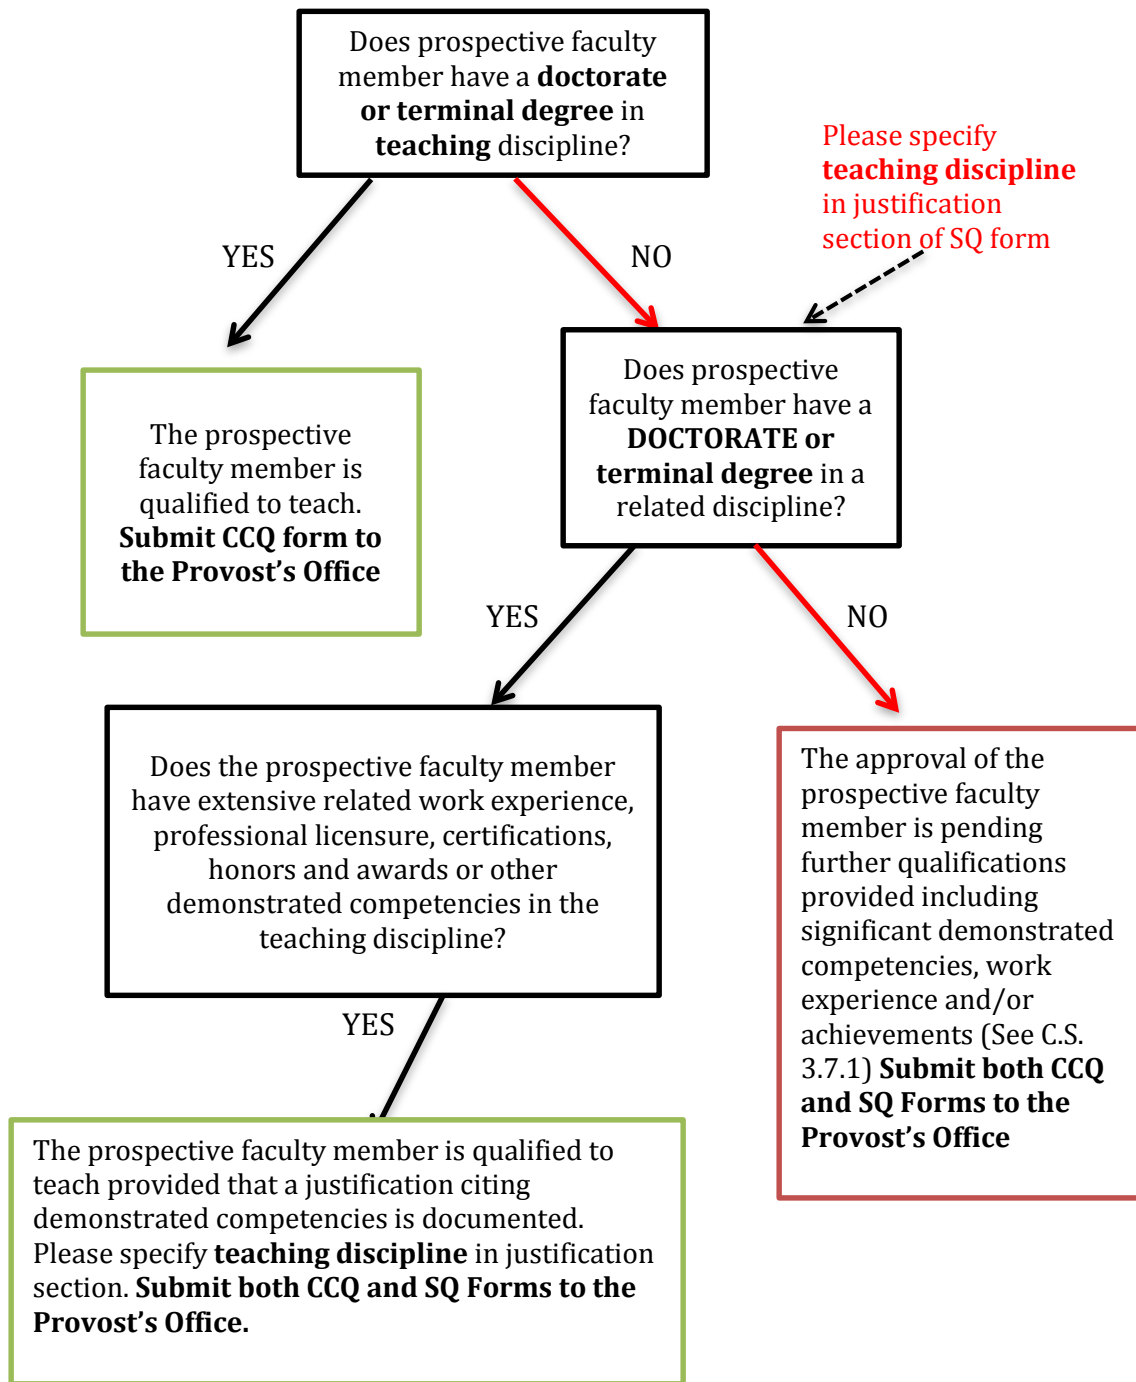 Does prospective faculty
member have a doctorate
or terminal degree in
teaching discipline?
Please specify
teaching discipline
in justification
section of SQ form
YES
NO
The prospective
faculty member is
qualified to teach.
Submit CCQ form to
the Provost’s Office
Does prospective
faculty member have a
DOCTORATE or
terminal degree in a
related discipline?
YES
NO
Does the prospective faculty member
have extensive related work experience,
professional licensure, certifications,
honors and awards or other
demonstrated competencies in the
teaching discipline?
The approval of the
prospective faculty
member is pending
further qualifications
provided including
significant demonstrated
competencies, work
experience and/or
achievements (See C.S.
3.7.1) Submit both CCQ
and SQ Forms to the
Provost’s Office
YES
The prospective faculty member is qualified to
teach provided that a justification citing
demonstrated competencies is documented.
Please specify teaching discipline in justification
section. Submit both CCQ and SQ Forms to the
Provost’s Office.